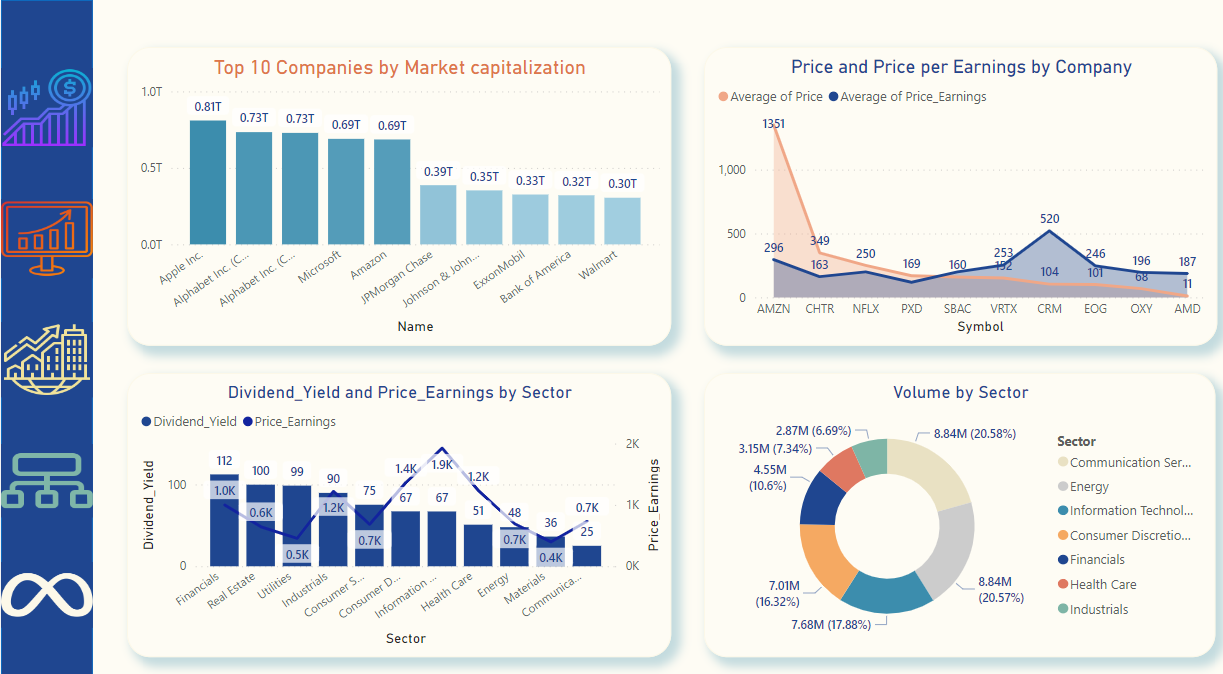 Top 10 Companies by Market capitalization
1.0T
0.5T
0.0T
0.81T
0.73T
0.73T
0.69T
0.69T
0.39T
0.35T
0.33T
0.32T
0.30T
Apple Inc.
Alphabet Inc. (C...
Alphabet Inc. (C...
Microsoft
Amazon
JPMorgan Chase
Johnson & John...
ExxonMobil
Bank of America
Walmart
Name
Price and Price per Earnings by Company
Average of Price Average of Price_Earnings
1,000
500
0
1351
296
349
163
250
169
160
253
152
520
104
246
101
196
68
187
11
AMZN CHTR NFLX PXD SBAC VRTX CRM EOG OXY AMD
Symbol
Dividend_Yield and Price_Earnings by Sector
Dividend_Yield Price_Earnings
Dividend_Yield
100
0
112
100
99
90
75
67
67
51
48
36
25
1.0K
0.6K
0.5K
1.2K
0.7K
1.4K
1.9K
1.2K
0.7K
0.4K
0.7K
2K
1K
0K
Price_Earnings
Financials
Real Estate
Utilities
Industrials
Consumer S...
Consumer D...
Information ...
Health Care
Energy
Materials
Communica...
Sector
Volume by Sector
8.84M (20.58%)
8.84M
(20.57%)
7.68M (17.88%)
7.01M
(16.32%)
4.55M
(10.6%)
3.15M (7.34%)
2.87M (6.69%)
Sector
Communication Ser...
Energy
Information Technol...
Consumer Discretio...
Financials
Health Care
Industrials
$